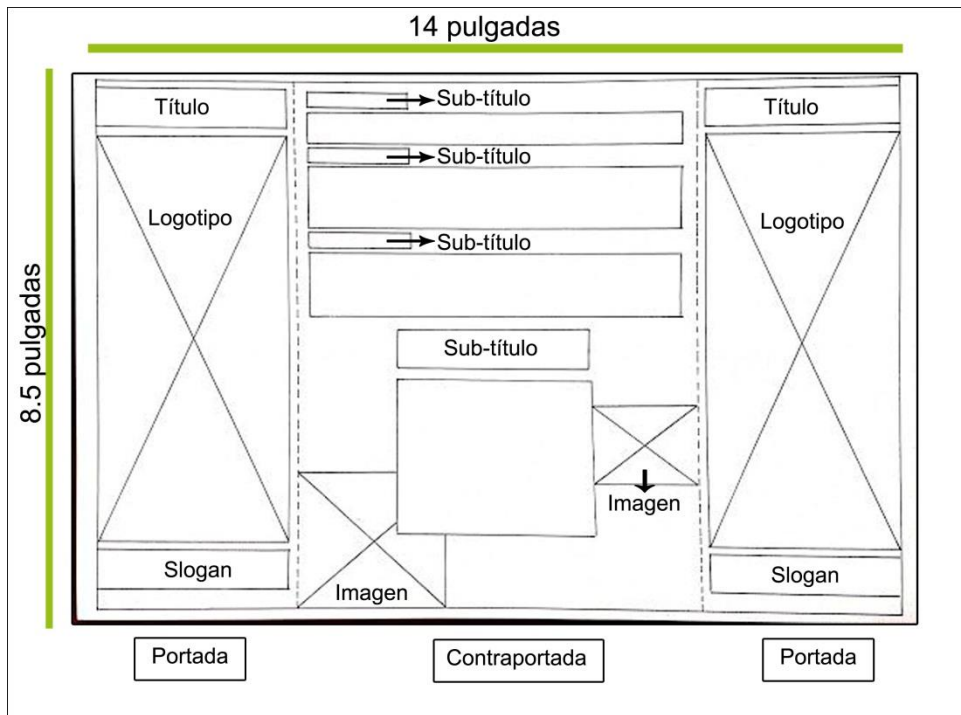 14 pulgadas
8.5 pulgadas
Título
Logotipo
Slogan
Sub-título
Sub-título
Sub-título
Sub-título
Imagen
Imagen
Título
Logotipo
Slogan
Portada
Contraportada
Portada